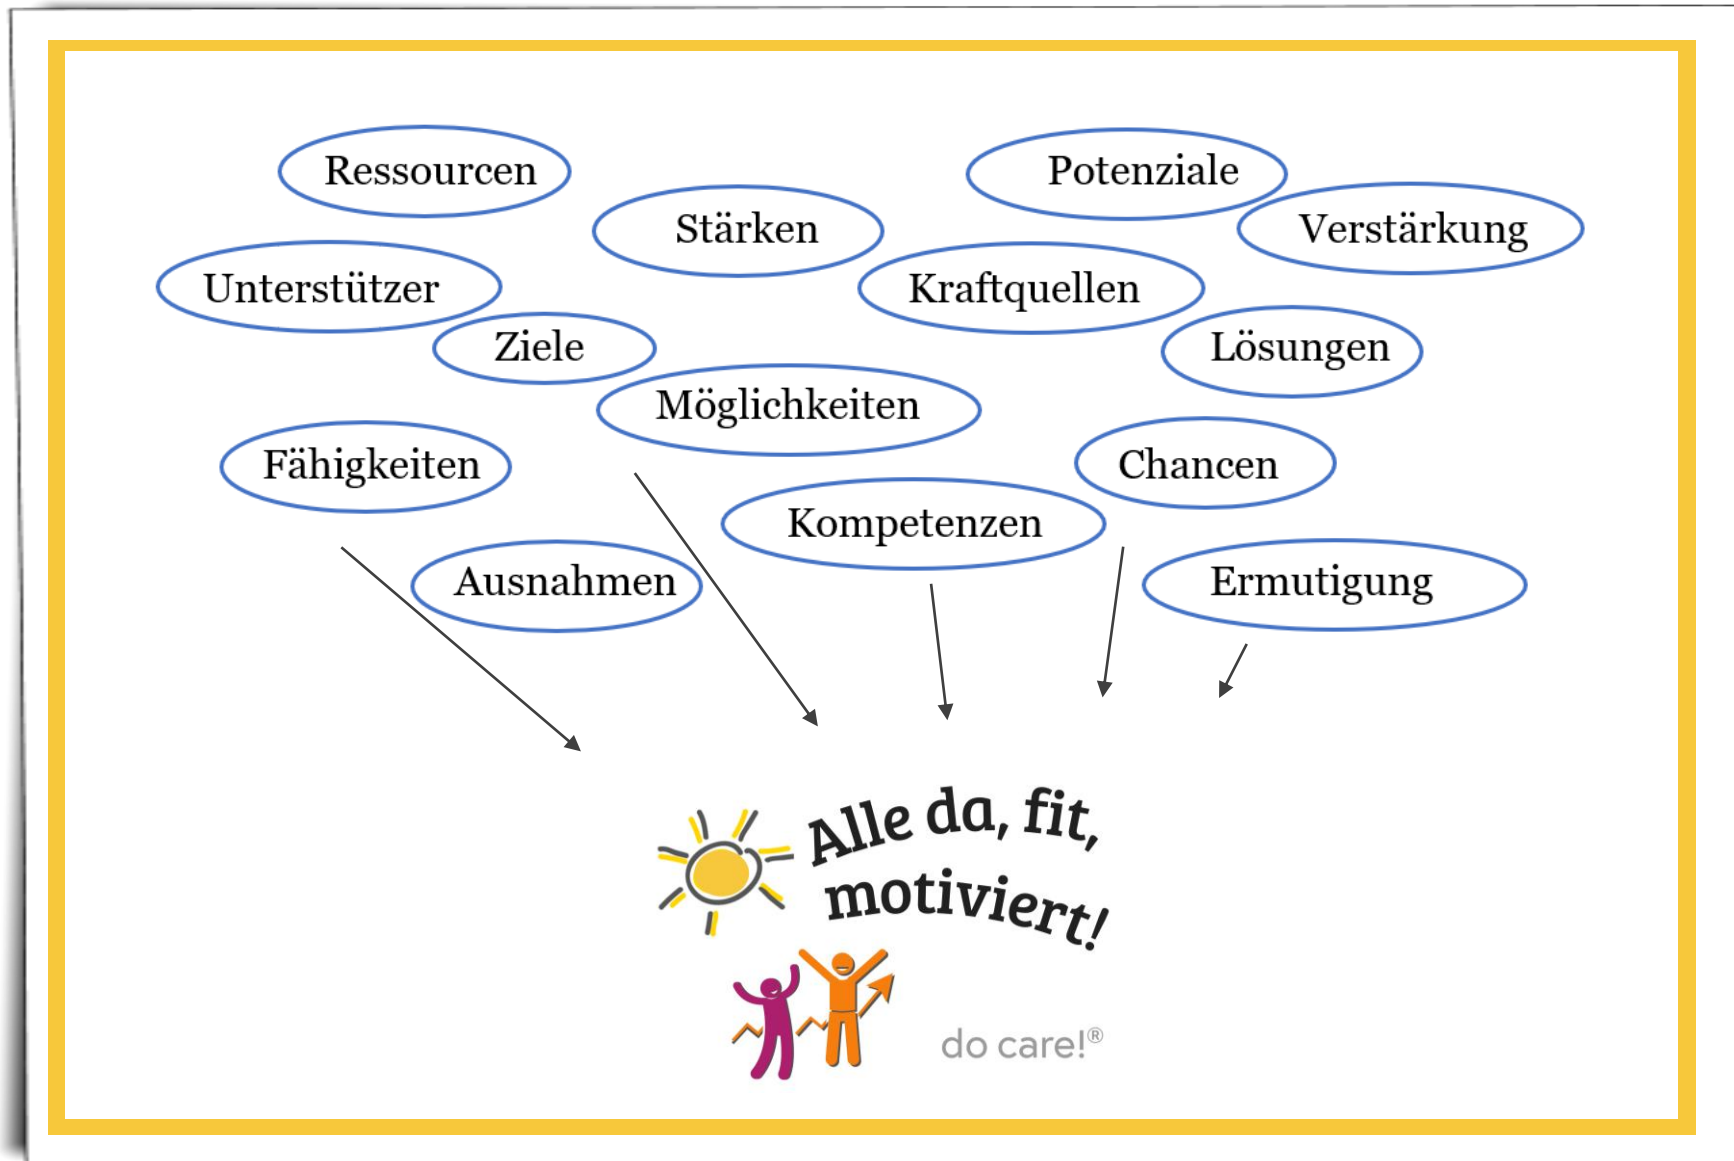 Ressourcen
Potenziale
Stärken
Verstärkung
Unterstützer
Kraftquellen
Ziele
Lösungen
Möglichkeiten
Fähigkeiten
Chancen
Kompetenzen
Ausnahmen
Ermutigung
Alle da, fit,
motiviert!
do care!®